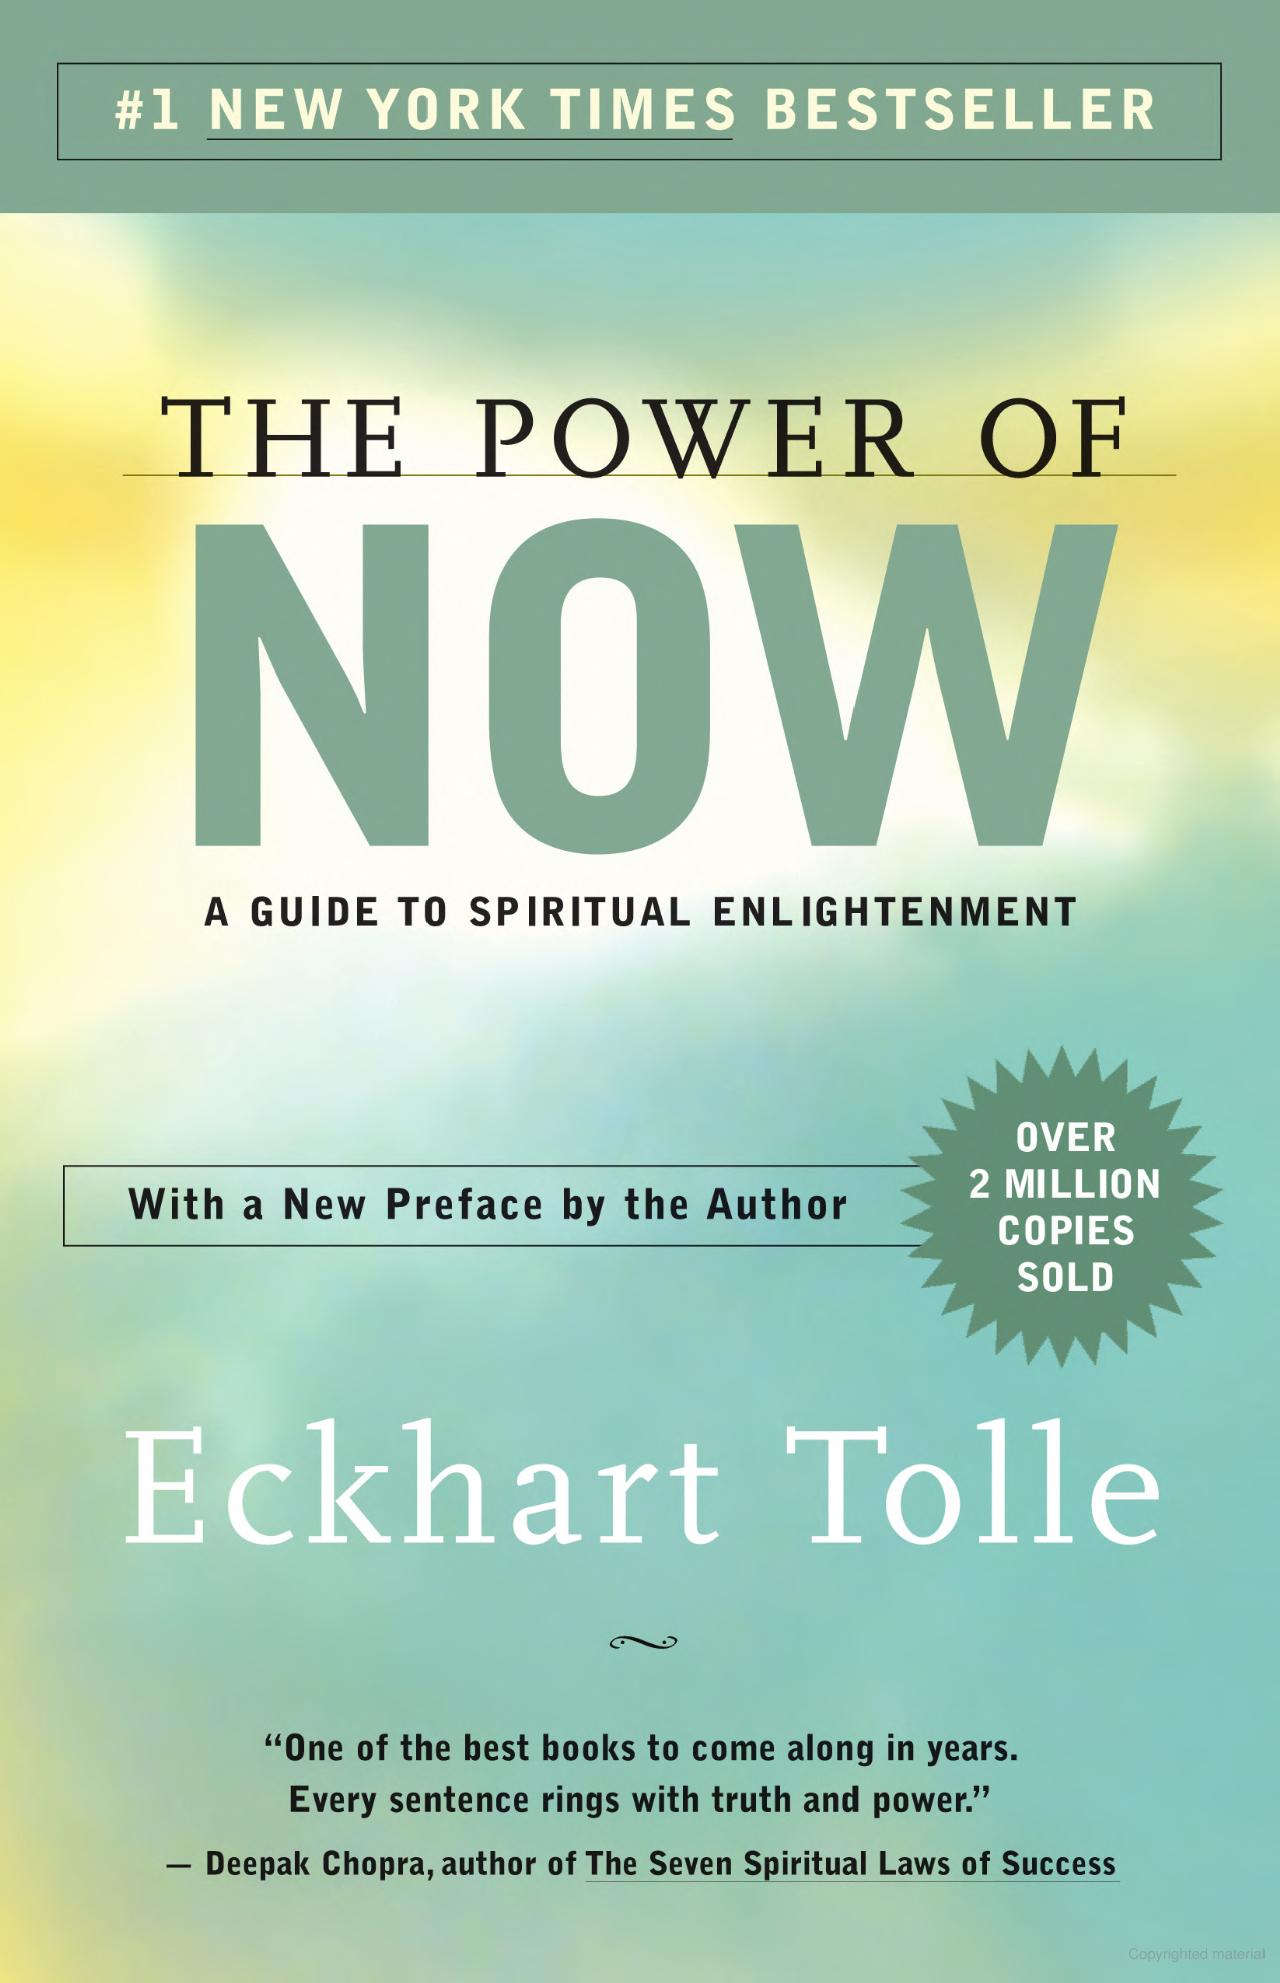 #1 NEW YORK TIMES BESTSELLER
THE POWER OF
NOW
A GUIDE TO SPIRITUAL ENLIGHTENMENT
With a New Preface by the Author
OVER
2 MILLION
COPIES
SOLD
Eckhart Tolle
“One of the best books to come along in years.
Every sentence rings with truth and power.”
— Deepak Chopra, author of The Seven Spiritual Laws of Success
Copyrighted material